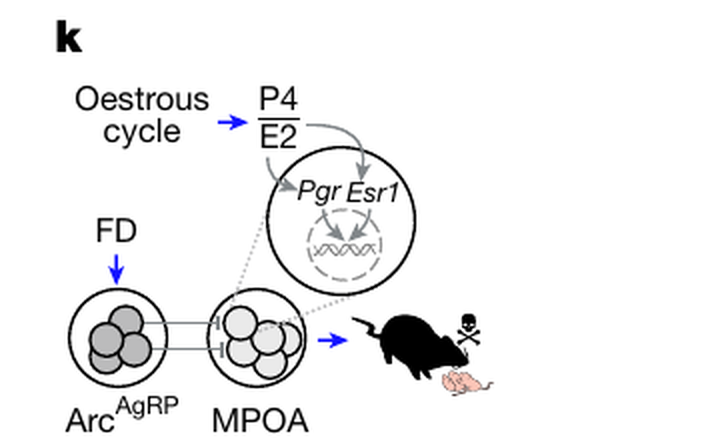 k
Oestrous
cycle
P4
E2
Pgr Esr1
FD
Arc^AgRP
MPOA